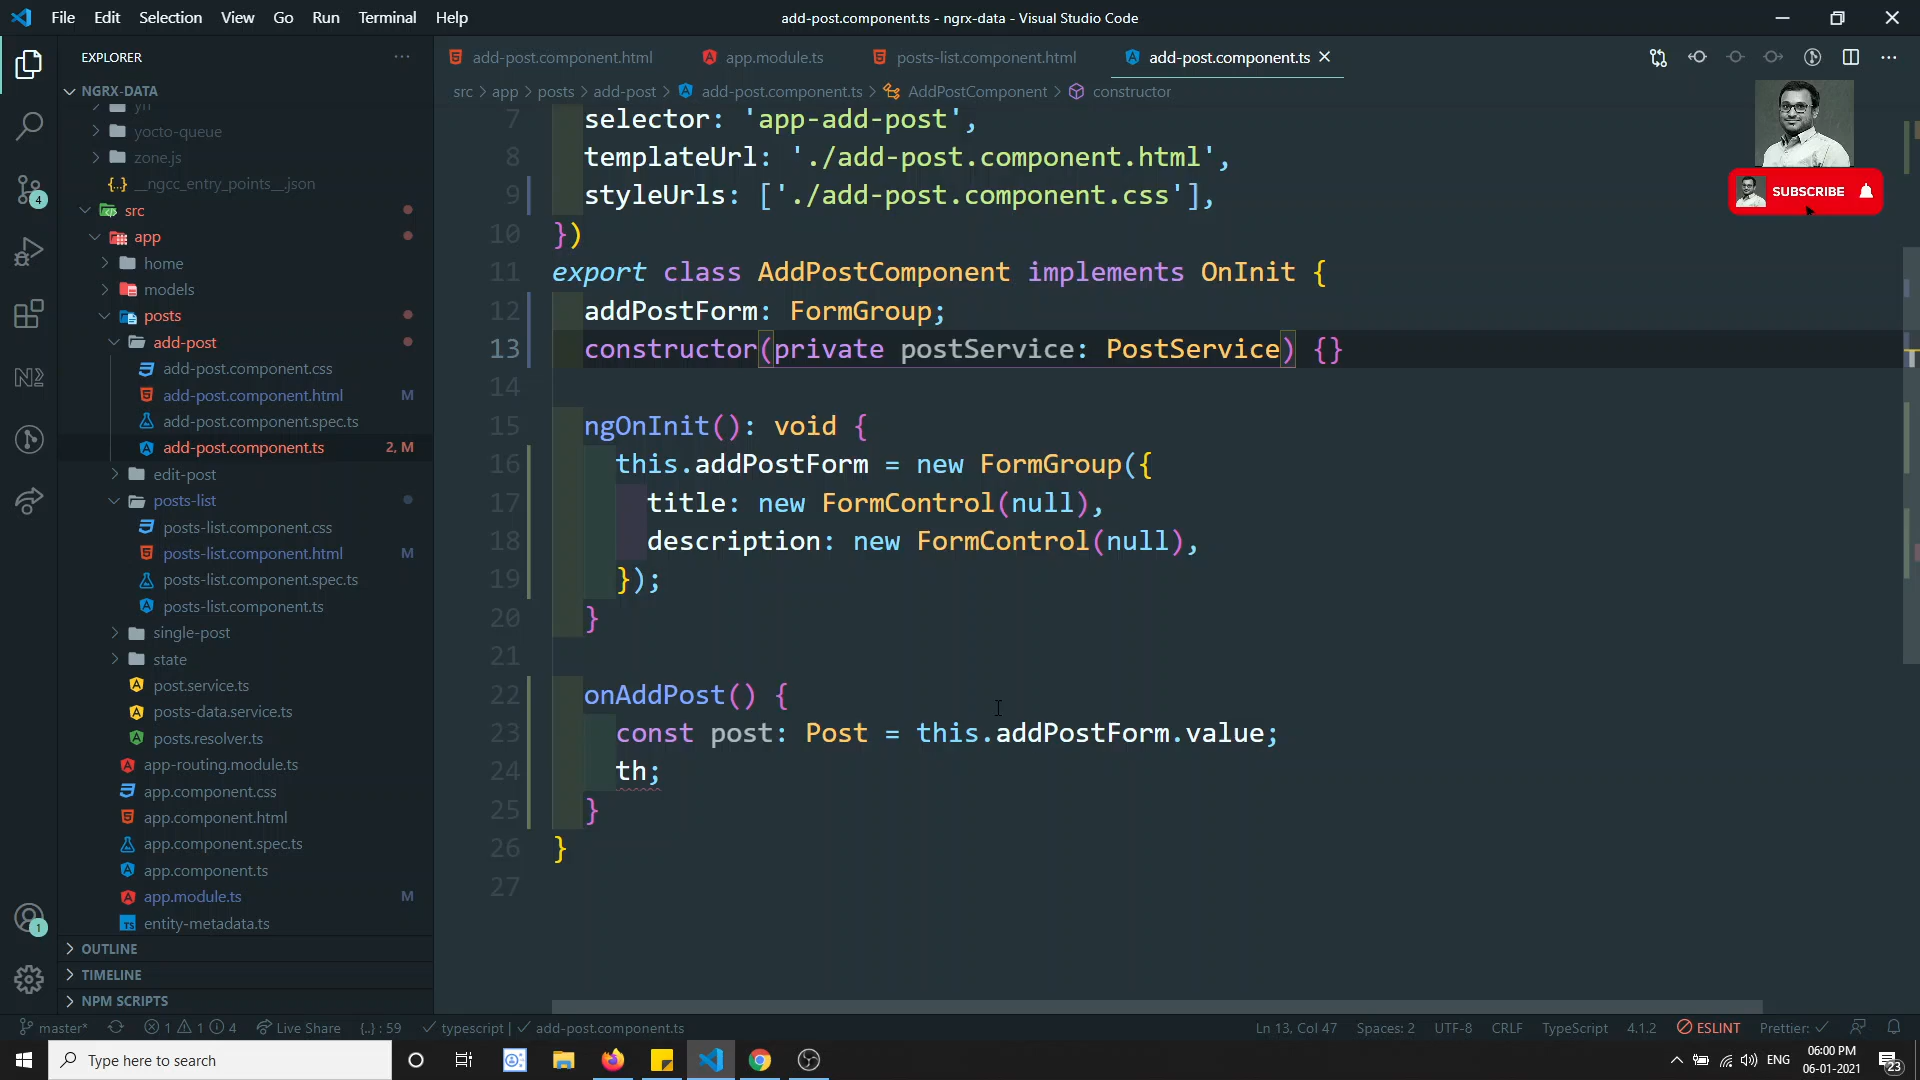 File Edit Selection View Go Run Terminal Help
add-post.component.ts - ngrx-data - Visual Studio Code
EXPLORER
NGRX-DATA
yn
yocto-queue
zone.js
__ngcc_entry_points__.json
src
app
home
models
posts
add-post
add-post.component.css
add-post.component.html M
add-post.component.spec.ts
add-post.component.ts 2, M
edit-post
posts-list
posts-list.component.css
posts-list.component.html M
posts-list.component.spec.ts
posts-list.component.ts
single-post
state
post.service.ts
posts-data.service.ts
posts.resolver.ts
app-routing.module.ts
app.component.css
app.component.html
app.component.spec.ts
app.component.ts
app.module.ts M
entity-metadata.ts
OUTLINE
TIMELINE
NPM SCRIPTS
4
1
add-post.component.html app.module.ts posts-list.component.html add-post.component.ts
src > app > posts > add-post > add-post.component.ts > AddPostComponent > constructor
SUBSCRIBE
7 selector: 'app-add-post',
8 templateUrl: './add-post.component.html',
9 styleUrls: ['./add-post.component.css'],
10 })
11 export class AddPostComponent implements OnInit {
12 addPostForm: FormGroup;
13 constructor(private postService: PostService) {}
14
15 ngOnInit(): void {
16 this.addPostForm = new FormGroup({
17 title: new FormControl(null),
18 description: new FormControl(null),
19 });
20 }
21
22 onAddPost() {
23 const post: Post = this.addPostForm.value;
24 th;
25 }
26 }
27
master* 1 1 4 Live Share {..} : 59 typescript | add-post.component.ts
Ln 13, Col 47 Spaces: 2 UTF-8 CRLF TypeScript 4.1.2 ESLINT Prettier:
Type here to search
ENG
06:00 PM
06-01-2021
23